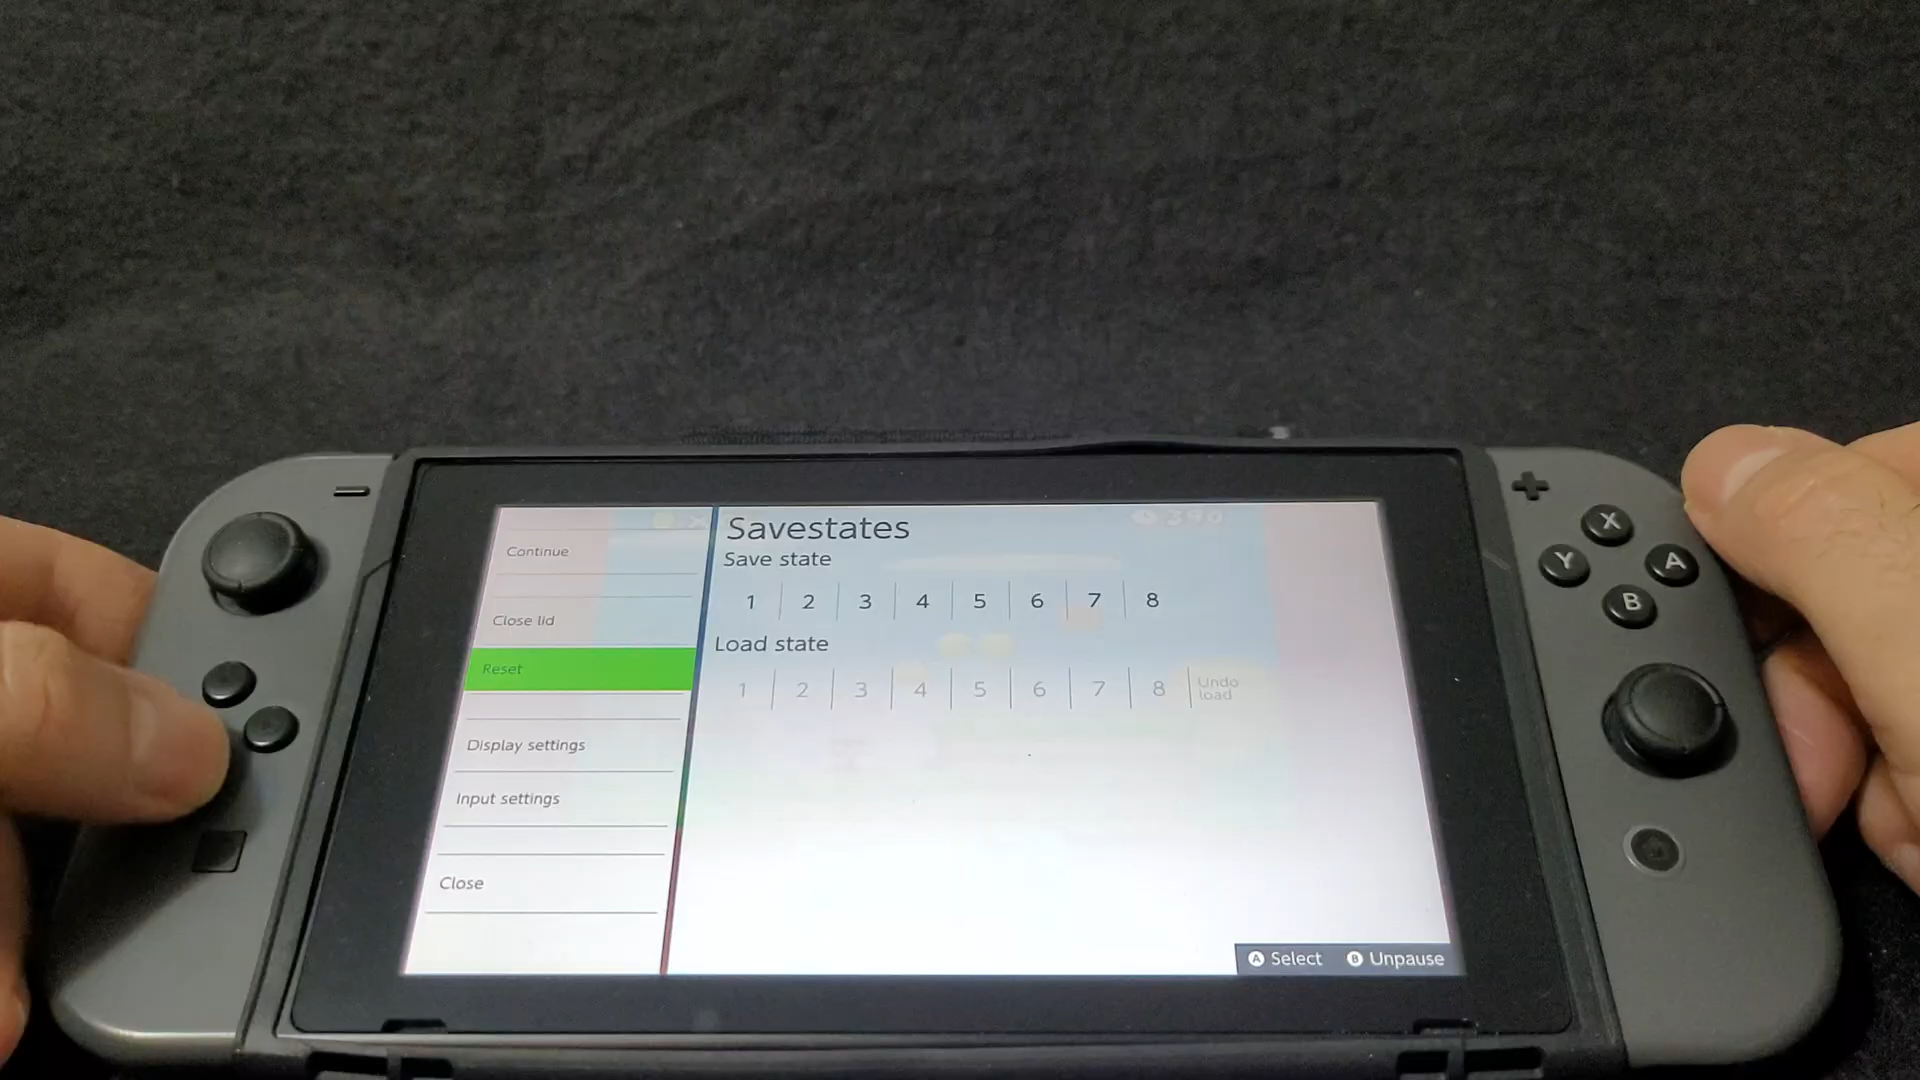 Continue
Close lid
Reset
Display settings
Input settings
Close
390
Savestates
Save state
1 2 3 4 5 6 7 8
Load state
1 2 3 4 5 6 7 8 Undo load
A Select B Unpause
X
Y
A
B